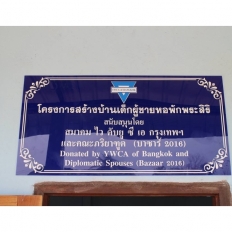 โครงการสร้างบ้านเด็กผู้ชายหอพักพระสิริ
สนับสนุนโดย
สมาคม ไว ดับยู ซี เอ กรุงเทพฯ
และคณะภริยาทูต (บาซาร์ 2016)
Donated by YWCA of Bangkok and
Diplomatic Spouses (Bazaar 2016)